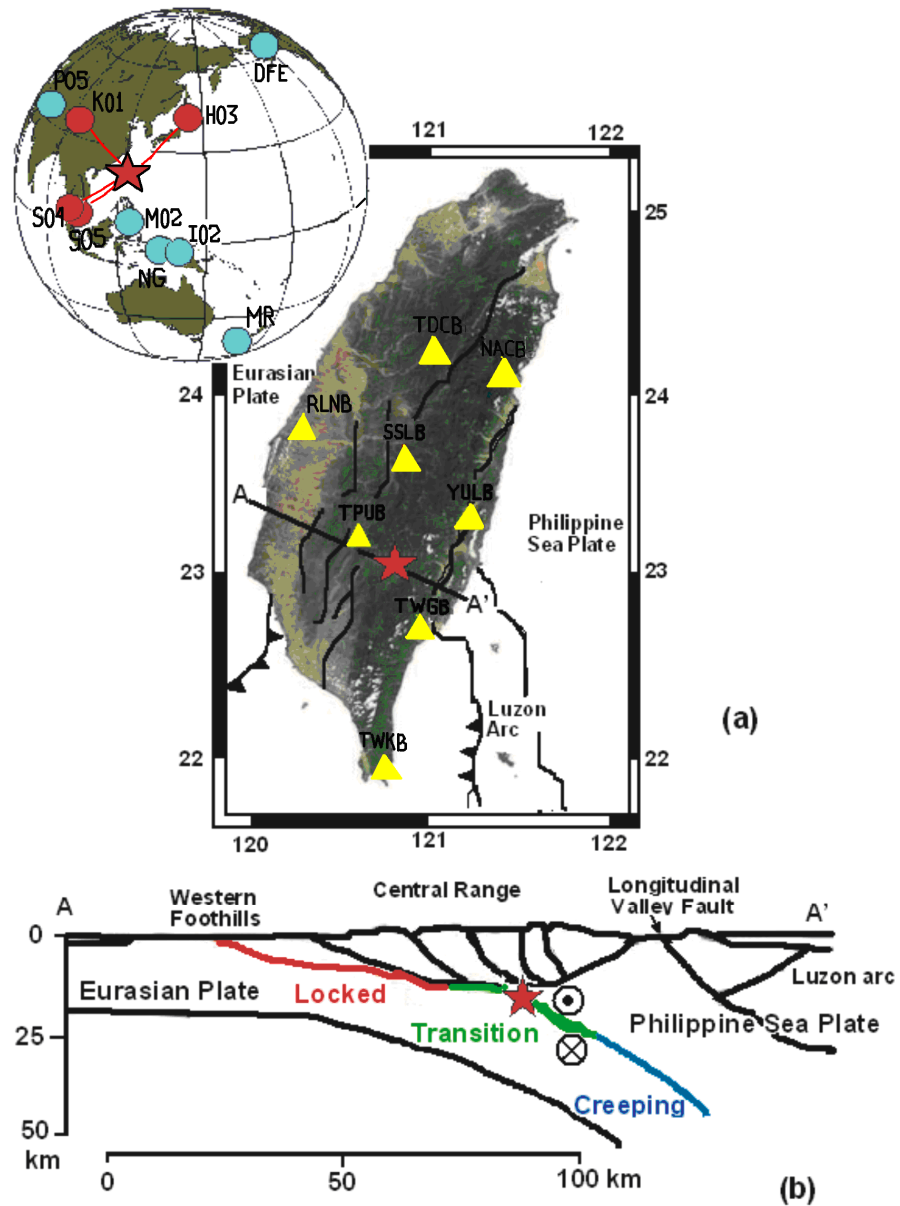 DFE
P05
K01
H03
121
122
S04
S05
M02
I02
NG
MR
25
TDCB
NACB
Eurasian
Plate
24
24
RLNB
SSLB
A
YULB
TPUB
Philippine
Sea Plate
23
23
TWGB
A'
Luzon
Arc
(a)
TWKB
22
22
120
121
122
A
Western
Foothills
Central Range
Longitudinal
Valley Fault
A'
0
Eurasian Plate
Locked
Luzon arc
Transition
Philippine Sea Plate
25
Creeping
50
km
0
50
100 km
(b)